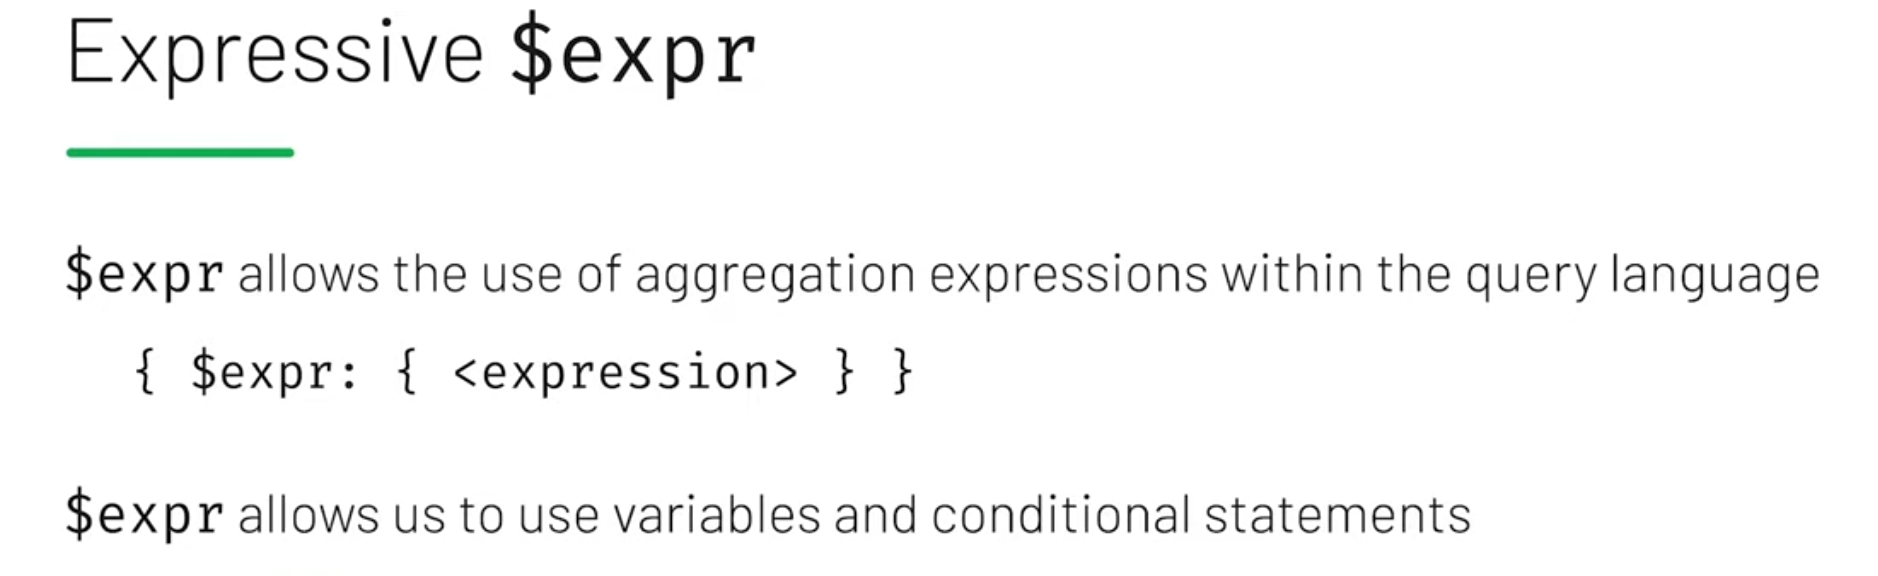 Expressive $expr
$expr allows the use of aggregation expressions within the query language
{ $expr: { <expression> } }
$expr allows us to use variables and conditional statements